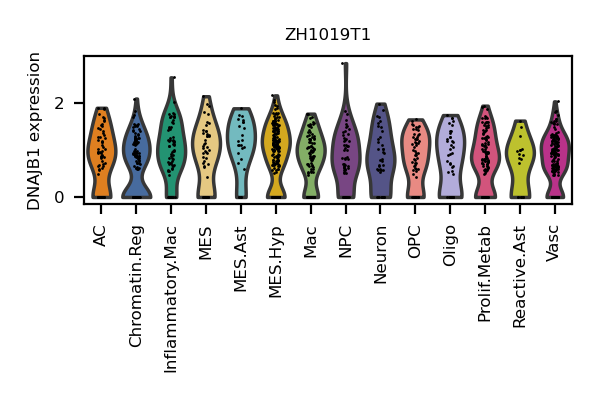 ZH1019T1
DNAJB1 expression
2
0
AC
Chromatin.Reg
Inflammatory.Mac
MES
MES.Ast
MES.Hyp
Mac
NPC
Neuron
OPC
Oligo
Prolif.Metab
Reactive.Ast
Vasc